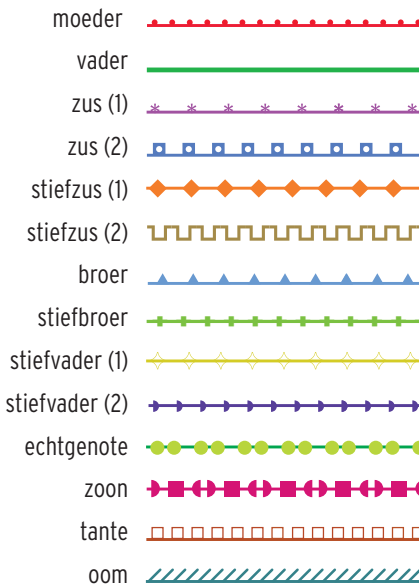 moeder
vader
zus (1)
zus (2)
stiefzus (1)
stiefzus (2)
broer
stiefbroer
stiefvader (1)
stiefvader (2)
echtgenote
zoon
tante
oom